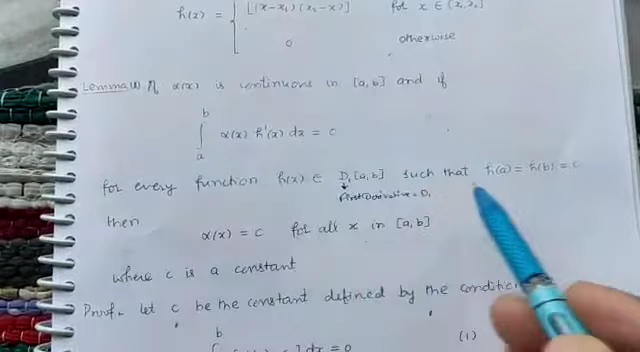 h(x) = { [(x-x₁)(x₂-x)] for x ∈ [x₁,x₂]
0 otherwise
Lemma(1) If α(x) is continuous in [a,b] and if
∫ₐᵇ α(x) h'(x) dx = c
for every function h(x) ∈ D₁[a,b] such that h(a) = h(b) = c
First Derivative = D₁
then
α(x) = c for all x in [a,b]
where c is a constant
Proof. Let c be the constant defined by the condition
b
dx = 0 (1)